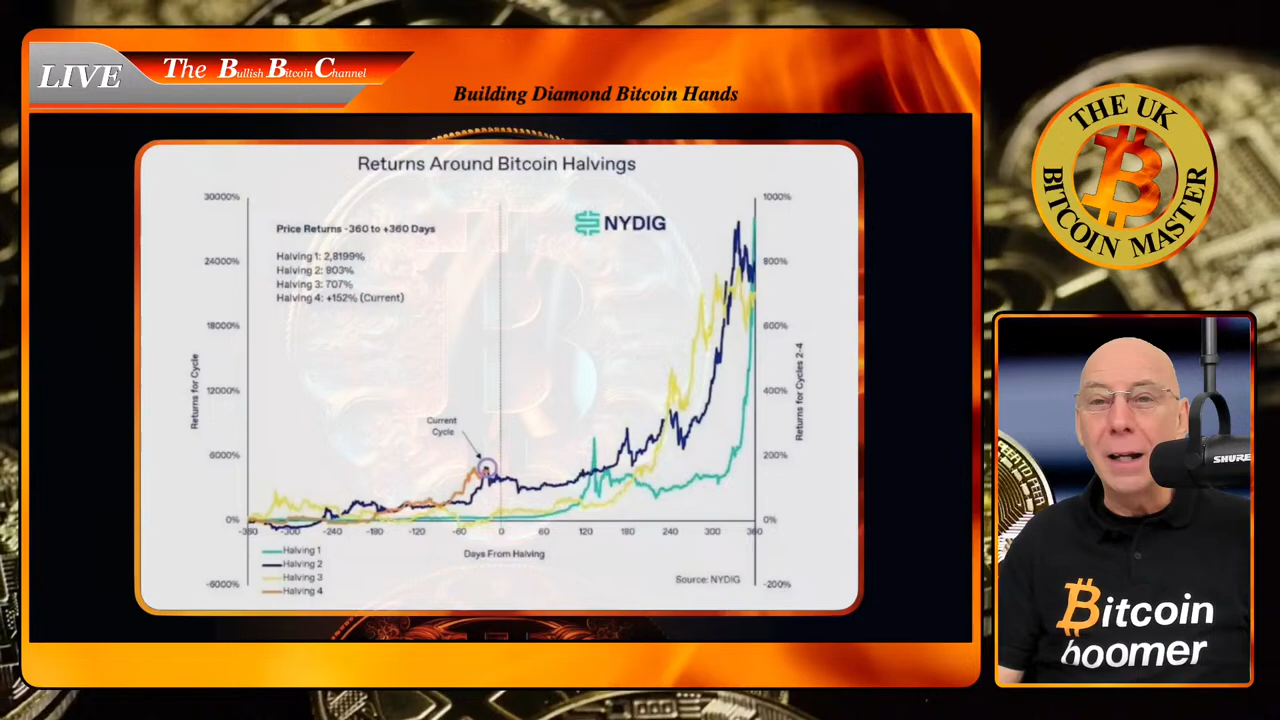 LIVE
The Bullish Bitcoin Channel
Building Diamond Bitcoin Hands
THE UK
BITCOIN MASTER
Returns Around Bitcoin Halvings
30000%
24000%
18000%
12000%
6000%
0%
-6000%
1000%
800%
600%
400%
200%
0%
-200%
Price Returns -360 to +360 Days
Halving 1: 2,8199%
Halving 2: 803%
Halving 3: 707%
Halving 4: +152% (Current)
NYDIG
Returns for Cycle
Returns for Cycles 2-4
Current
Cycle
-360 -300 -240 -180 -120 -60 0 60 120 180 240 300 360
Days From Halving
Halving 1
Halving 2
Halving 3
Halving 4
Source: NYDIG
PEER TO PEER
SHURE
Bitcoin
boomer